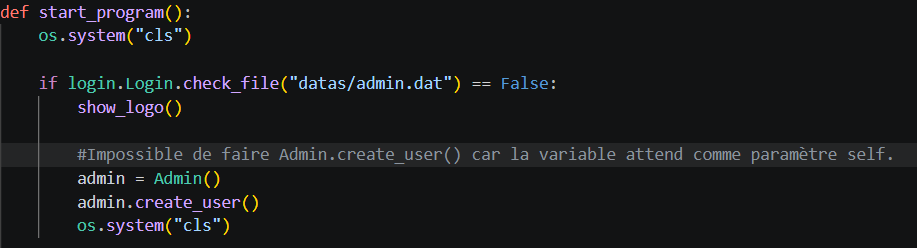 def start_program():
    os.system("cls")
    if login.Login.check_file("datas/admin.dat") == False:
        show_logo()
        #Impossible de faire Admin.create_user() car la variable attend comme paramètre self.
        admin = Admin()
        admin.create_user()
        os.system("cls")